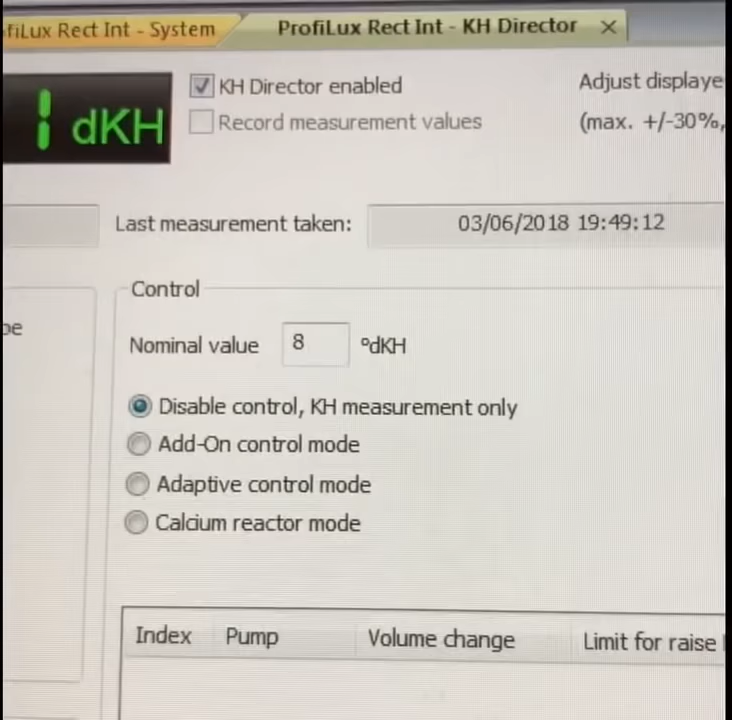 fiLux Rect Int - System
ProfiLux Rect Int - KH Director
dKH
KH Director enabled
Adjust displaye
Record measurement values
(max. +/-30%,
Last measurement taken:
03/06/2018 19:49:12
Control
Nominal value
8
°dKH
Disable control, KH measurement only
Add-On control mode
Adaptive control mode
Calcium reactor mode
Index
Pump
Volume change
Limit for raise